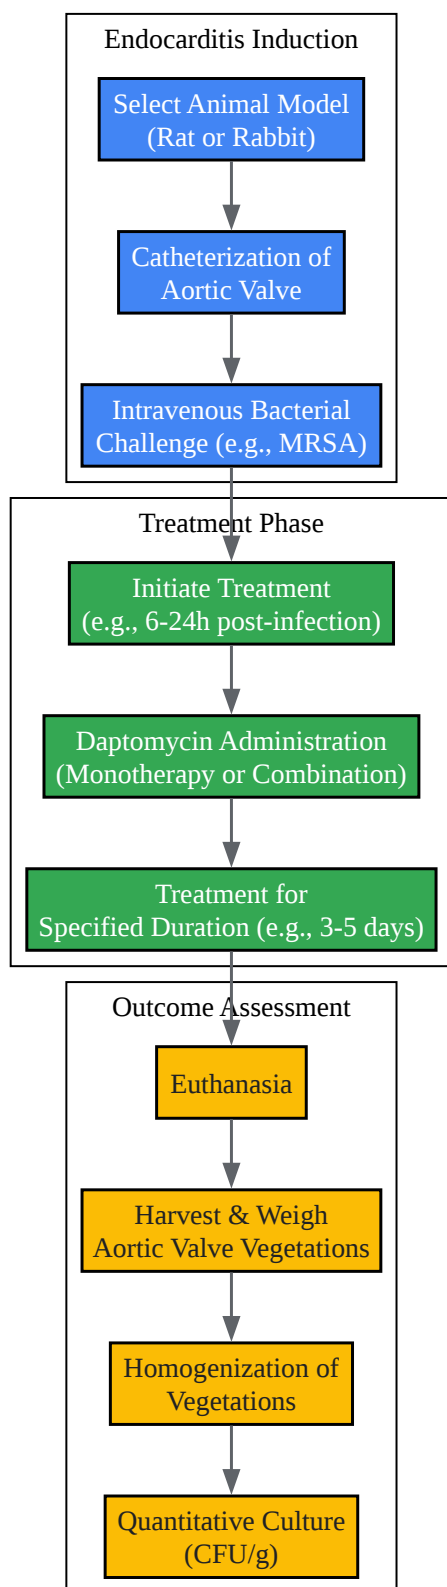 Endocarditis Induction
Select Animal Model
(Rat or Rabbit)
Catheterization of
Aortic Valve
Intravenous Bacterial
Challenge (e.g., MRSA)
Treatment Phase
Initiate Treatment
(e.g., 6-24h post-infection)
Daptomycin Administration
(Monotherapy or Combination)
Treatment for
Specified Duration (e.g., 3-5 days)
Outcome Assessment
Euthanasia
Harvest & Weigh
Aortic Valve Vegetations
Homogenization of
Vegetations
Quantitative Culture
(CFU/g)